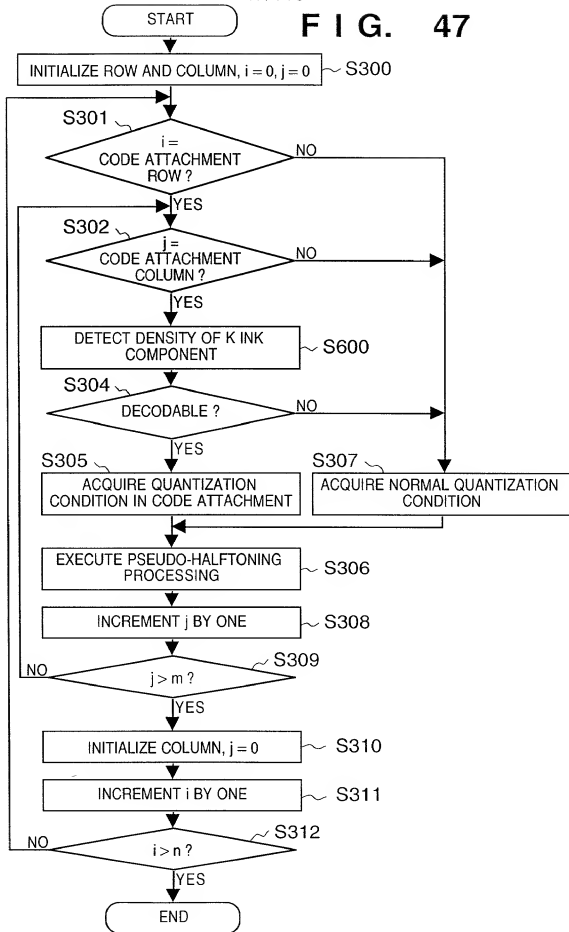 START
F I G. 47
INITIALIZE ROW AND COLUMN, i = 0, j = 0
S300
S301
i =
CODE ATTACHMENT
ROW ?
NO
YES
S302
j =
CODE ATTACHMENT
COLUMN ?
NO
YES
DETECT DENSITY OF K INK
COMPONENT
S600
S304
DECODABLE ?
NO
YES
S305
ACQUIRE QUANTIZATION
CONDITION IN CODE ATTACHMENT
S307
ACQUIRE NORMAL QUANTIZATION
CONDITION
EXECUTE PSEUDO-HALFTONING
PROCESSING
S306
INCREMENT j BY ONE
S308
S309
NO
j > m ?
YES
INITIALIZE COLUMN, j = 0
S310
INCREMENT i BY ONE
S311
S312
NO
i > n ?
YES
END